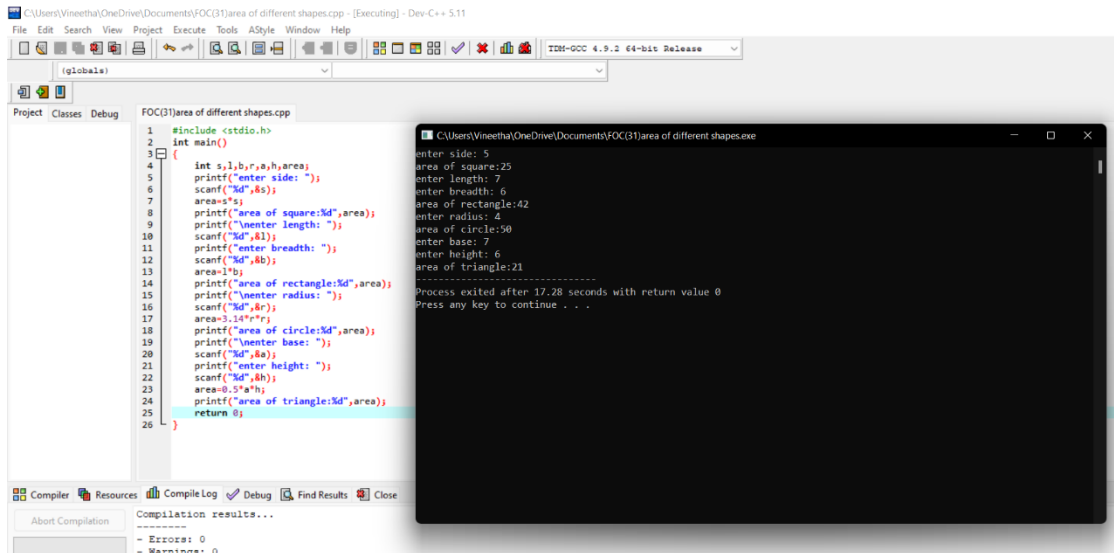 C:\Users\Vineetha\OneDrive\Documents\FOC(31)area of different shapes.cpp - [Executing] - Dev-C++ 5.11
File Edit Search View Project Execute Tools AStyle Window Help
TDM-GCC 4.9.2 64-bit Release
(globals)
Project Classes Debug
FOC(31)area of different shapes.cpp
1 #include <stdio.h>
2 int main()
3 {
4 int s,l,b,r,a,h,area;
5 printf("enter side: ");
6 scanf("%d",&s);
7 area=s*s;
8 printf("area of square:%d",area);
9 printf("\nenter length: ");
10 scanf("%d",&l);
11 printf("enter breadth: ");
12 scanf("%d",&b);
13 area=l*b;
14 printf("area of rectangle:%d",area);
15 printf("\nenter radius: ");
16 scanf("%d",&r);
17 area=3.14*r*r;
18 printf("area of circle:%d",area);
19 printf("\nenter base: ");
20 scanf("%d",&a);
21 printf("enter height: ");
22 scanf("%d",&h);
23 area=0.5*a*h;
24 printf("area of triangle:%d",area);
25 return 0;
26 }
C:\Users\Vineetha\OneDrive\Documents\FOC(31)area of different shapes.exe
enter side: 5
area of square:25
enter length: 7
enter breadth: 6
area of rectangle:42
enter radius: 4
area of circle:50
enter base: 7
enter height: 6
area of triangle:21
--------------------------------
Process exited after 17.28 seconds with return value 0
Press any key to continue . . .
Compiler Resources Compile Log Debug Find Results Close
Abort Compilation
Compilation results...
--------
- Errors: 0
- Warnings: 0